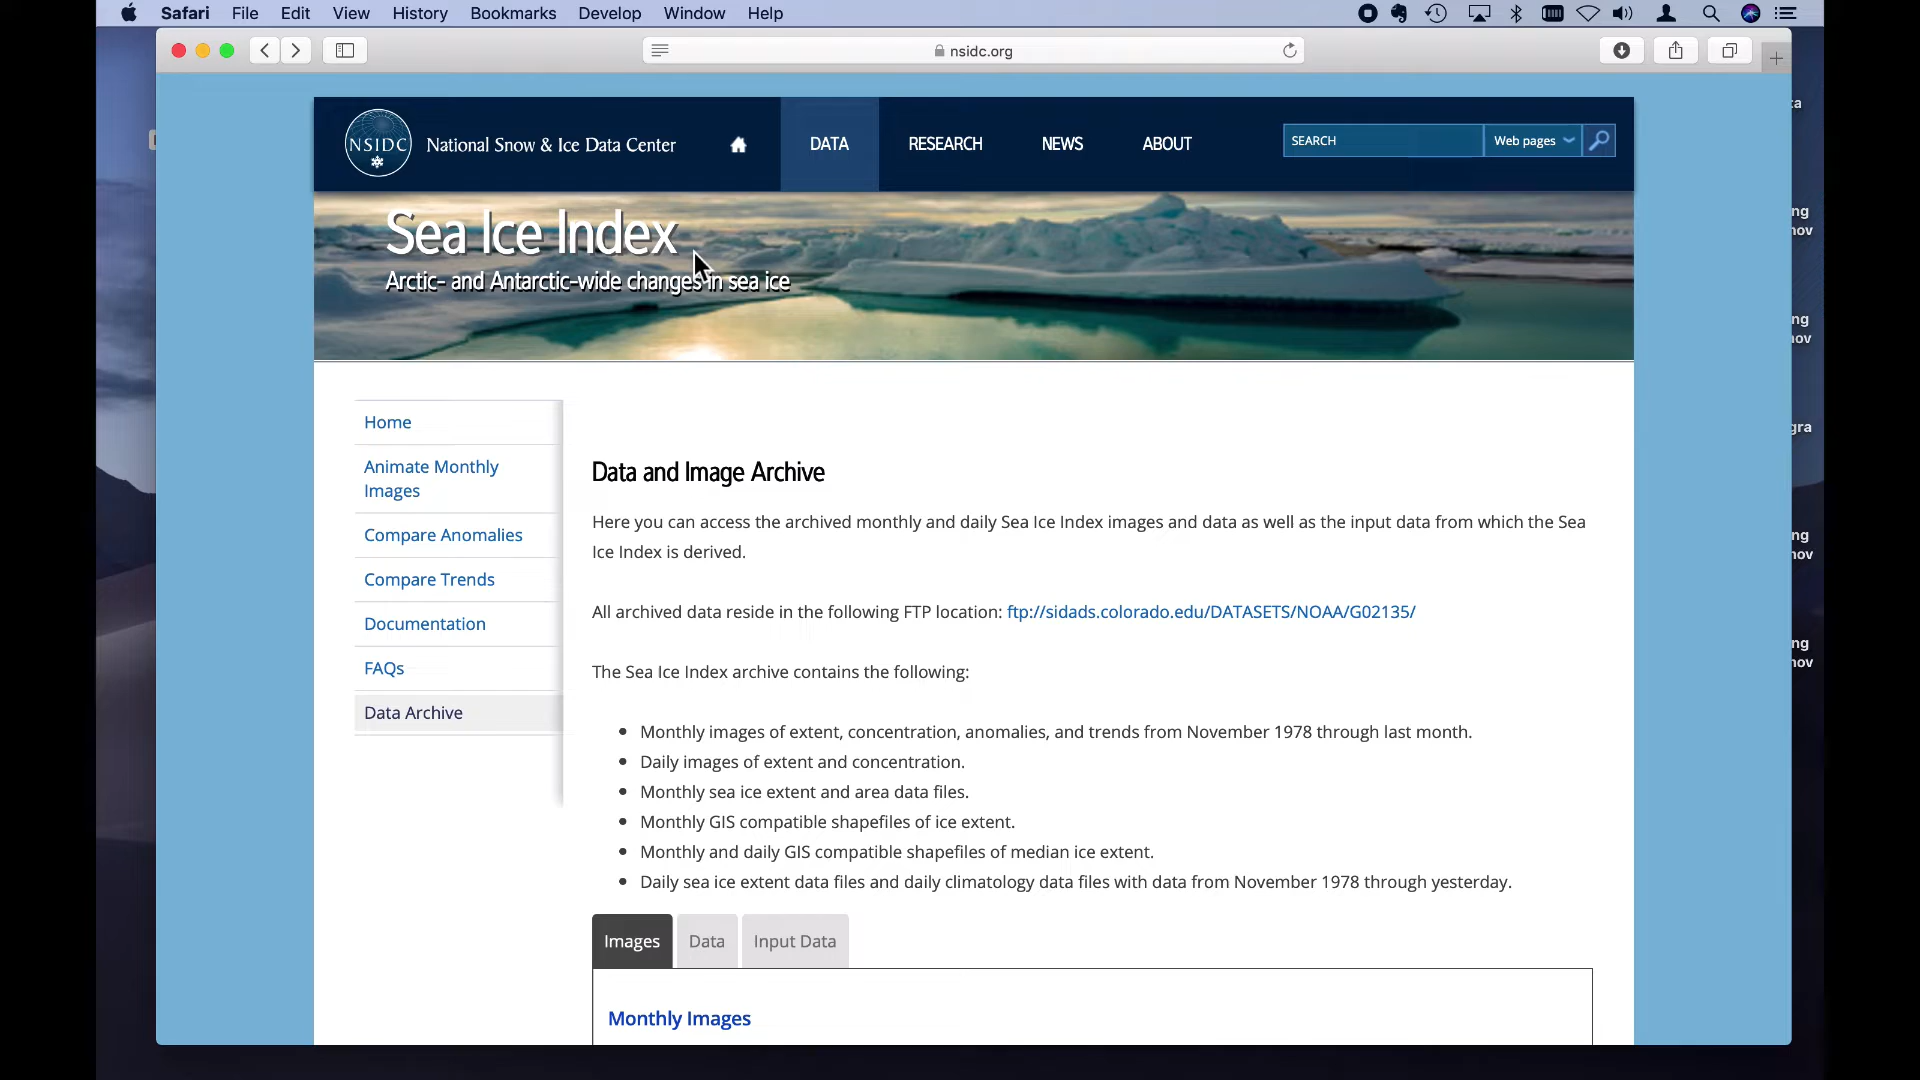 Safari File Edit View History Bookmarks Develop Window Help
nsidc.org
NSIDC
National Snow & Ice Data Center
DATA
RESEARCH
NEWS
ABOUT
SEARCH
Web pages
Sea Ice Index
Arctic- and Antarctic-wide changes in sea ice
Home
Animate Monthly
Images
Compare Anomalies
Compare Trends
Documentation
FAQs
Data Archive
Data and Image Archive
Here you can access the archived monthly and daily Sea Ice Index images and data as well as the input data from which the Sea
Ice Index is derived.
All archived data reside in the following FTP location: ftp://sidads.colorado.edu/DATASETS/NOAA/G02135/
The Sea Ice Index archive contains the following:
Monthly images of extent, concentration, anomalies, and trends from November 1978 through last month.
Daily images of extent and concentration.
Monthly sea ice extent and area data files.
Monthly GIS compatible shapefiles of ice extent.
Monthly and daily GIS compatible shapefiles of median ice extent.
Daily sea ice extent data files and daily climatology data files with data from November 1978 through yesterday.
Images
Data
Input Data
Monthly Images